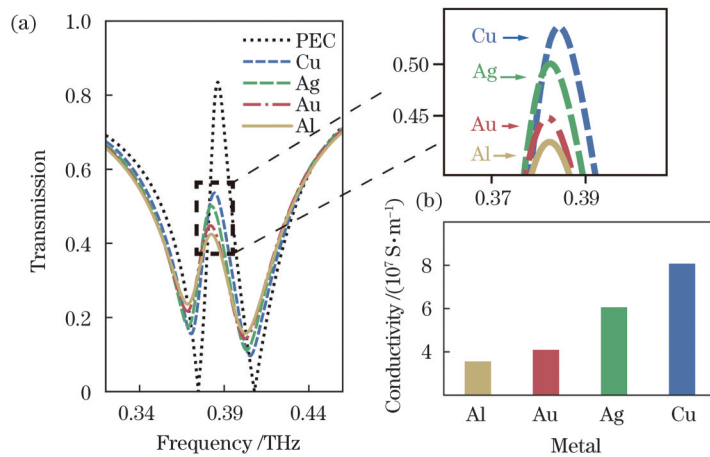 (a)
1.0
0.8
0.6
0.4
0.2
0
Transmission
0.34
0.39
0.44
Frequency /THz
PEC
Cu
Ag
Au
Al
0.50
0.45
Cu
Ag
Au
Al
0.37
0.39
(b)
8
6
4
Conductivity /(10⁷ S·m⁻¹)
Al
Au
Ag
Cu
Metal